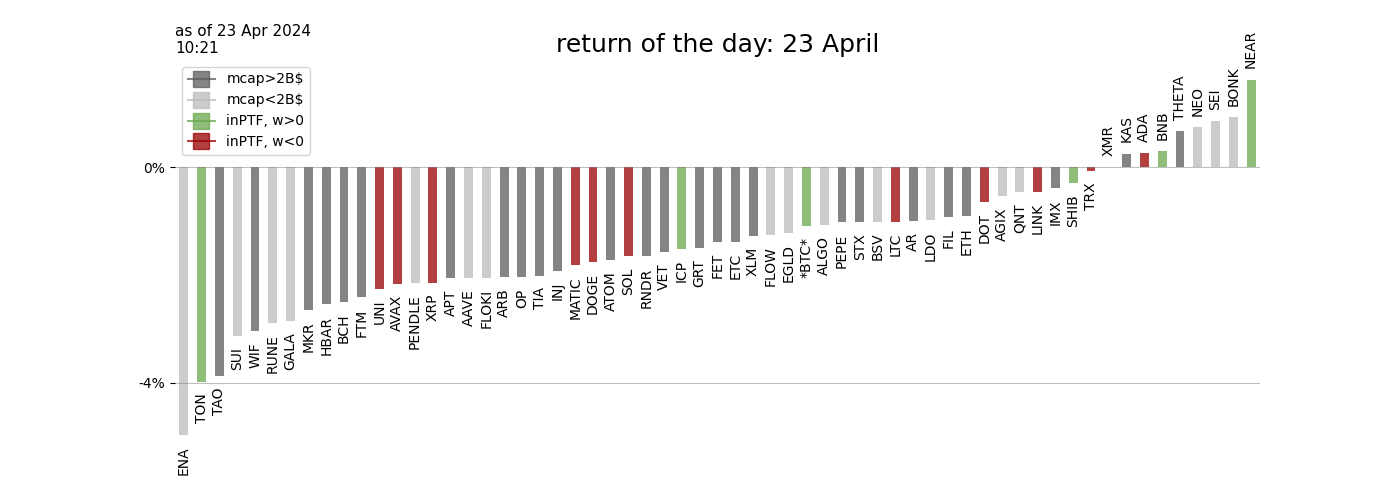 as of 23 Apr 2024
10:21
return of the day: 23 April
mcap>2B$
mcap<2B$
inPTF, w>0
inPTF, w<0
0%
-4%
ENA
TON
TAO
SUI
WIF
RUNE
GALA
MKR
HBAR
BCH
FTM
UNI
AVAX
PENDLE
XRP
APT
AAVE
FLOKI
ARB
OP
TIA
INJ
MATIC
DOGE
ATOM
SOL
RNDR
VET
ICP
GRT
FET
ETC
XLM
FLOW
EGLD
*BTC*
ALGO
PEPE
STX
BSV
LTC
AR
LDO
FIL
ETH
DOT
AGIX
QNT
LINK
IMX
SHIB
TRX
XMR
KAS
ADA
BNB
THETA
NEO
SEI
BONK
NEAR